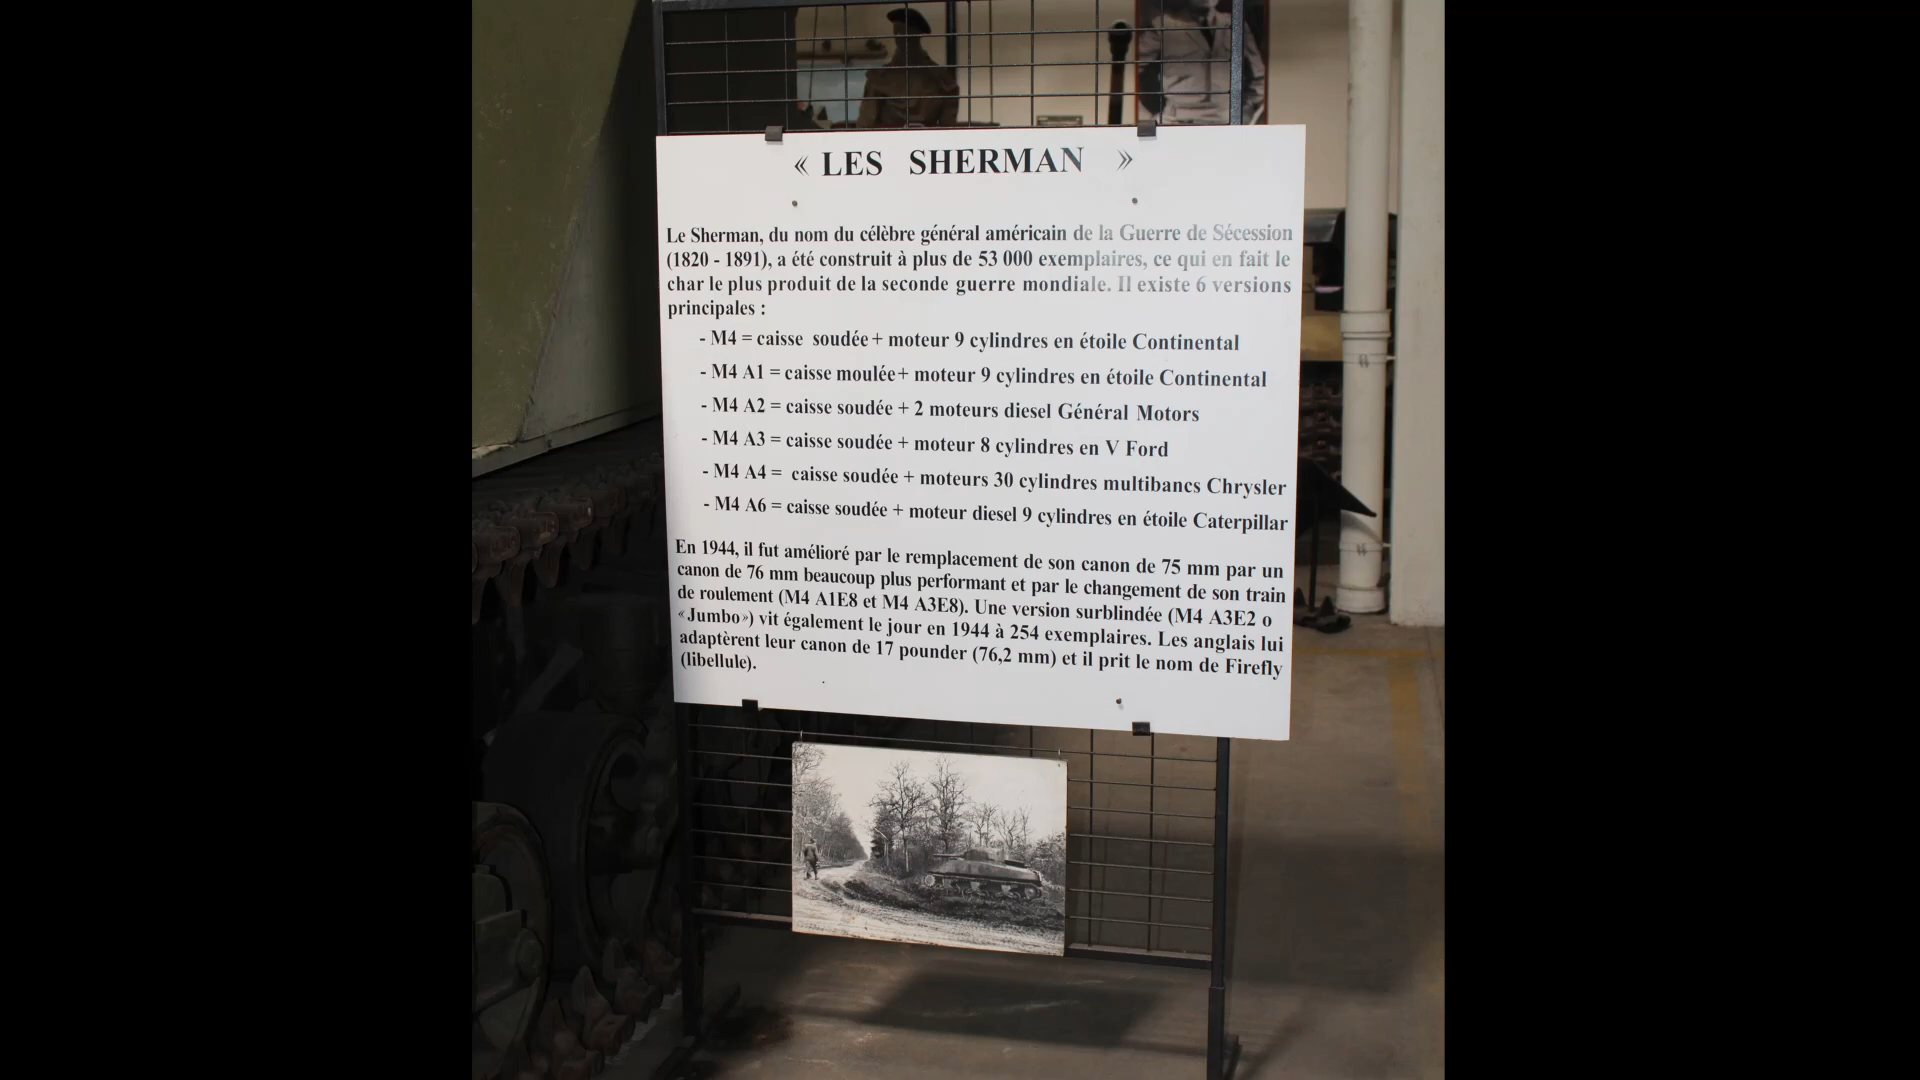 « LES SHERMAN »
Le Sherman, du nom du célèbre général américain de la Guerre de Sécession
(1820 - 1891), a été construit à plus de 53 000 exemplaires, ce qui en fait le
char le plus produit de la seconde guerre mondiale. Il existe 6 versions
principales :
- M4 = caisse soudée + moteur 9 cylindres en étoile Continental
- M4 A1 = caisse moulée + moteur 9 cylindres en étoile Continental
- M4 A2 = caisse soudée + 2 moteurs diesel Général Motors
- M4 A3 = caisse soudée + moteur 8 cylindres en V Ford
- M4 A4 = caisse soudée + moteurs 30 cylindres multibancs Chrysler
- M4 A6 = caisse soudée + moteur diesel 9 cylindres en étoile Caterpillar
En 1944, il fut amélioré par le remplacement de son canon de 75 mm par un
canon de 76 mm beaucoup plus performant et par le changement de son train
de roulement (M4 A1E8 et M4 A3E8). Une version surblindée (M4 A3E2 o
«Jumbo») vit également le jour en 1944 à 254 exemplaires. Les anglais lui
adaptèrent leur canon de 17 pounder (76,2 mm) et il prit le nom de Firefly
(libellule).